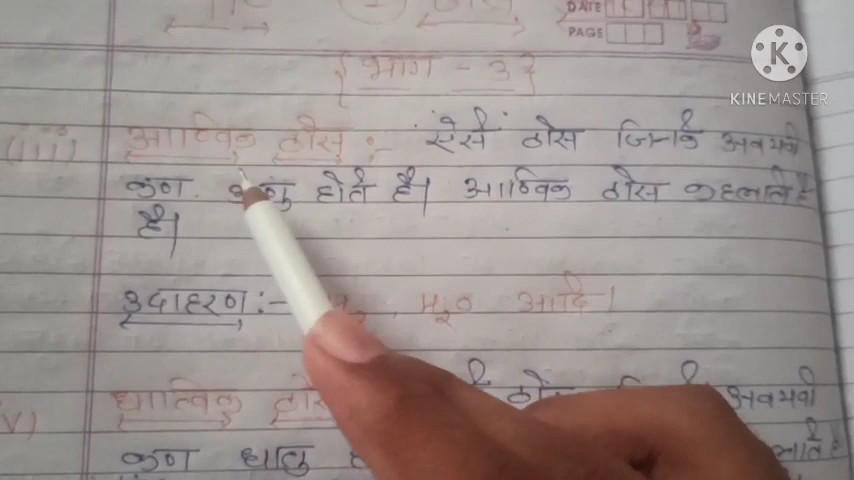 DATE
PAGE
KINEMASTER
{भाग - 3}
(iii) आण्विक ठोस :- ऐसे ठोस जिनके अवयवी
कण अणु होते है। आण्विक ठोस कहलाते है
है।
उदाहरण :- , H₂O आदि।
धात्विक ठोस ठोस अवयवी
कण धातु